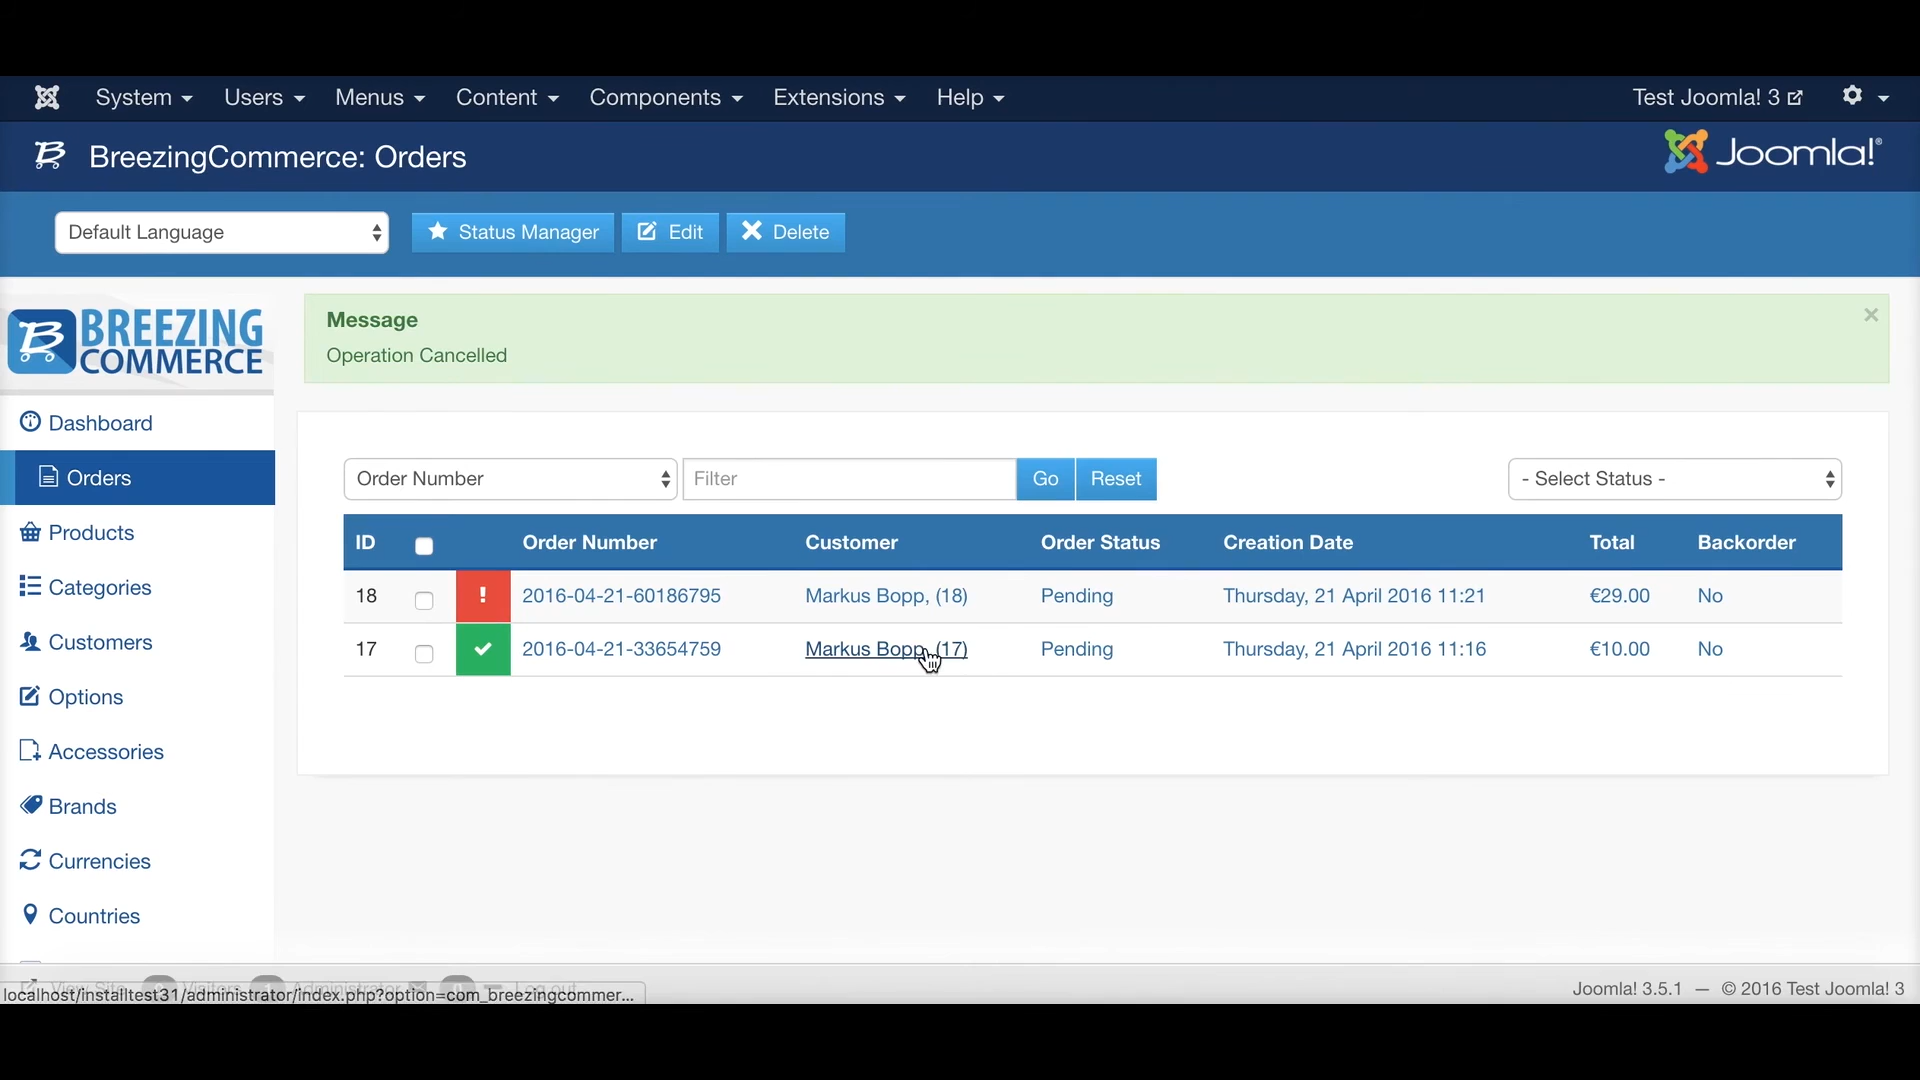 System Users Menus Content Components Extensions Help Test Joomla! 3
BreezingCommerce: Orders Joomla!®
Default Language Status Manager Edit Delete
BREEZING
COMMERCE
Message
Operation Cancelled
Dashboard
Orders
Products
Categories
Customers
Options
Accessories
Brands
Currencies
Countries
Order Number Filter Go Reset - Select Status -
ID Order Number Customer Order Status Creation Date Total Backorder
18 ! 2016-04-21-60186795 Markus Bopp, (18) Pending Thursday, 21 April 2016 11:21 €29.00 No
17 2016-04-21-33654759 Markus Bopp, (17) Pending Thursday, 21 April 2016 11:16 €10.00 No
localhost/installtest31/administrator/index.php?option=com_breezingcommer...
Joomla! 3.5.1 — © 2016 Test Joomla! 3